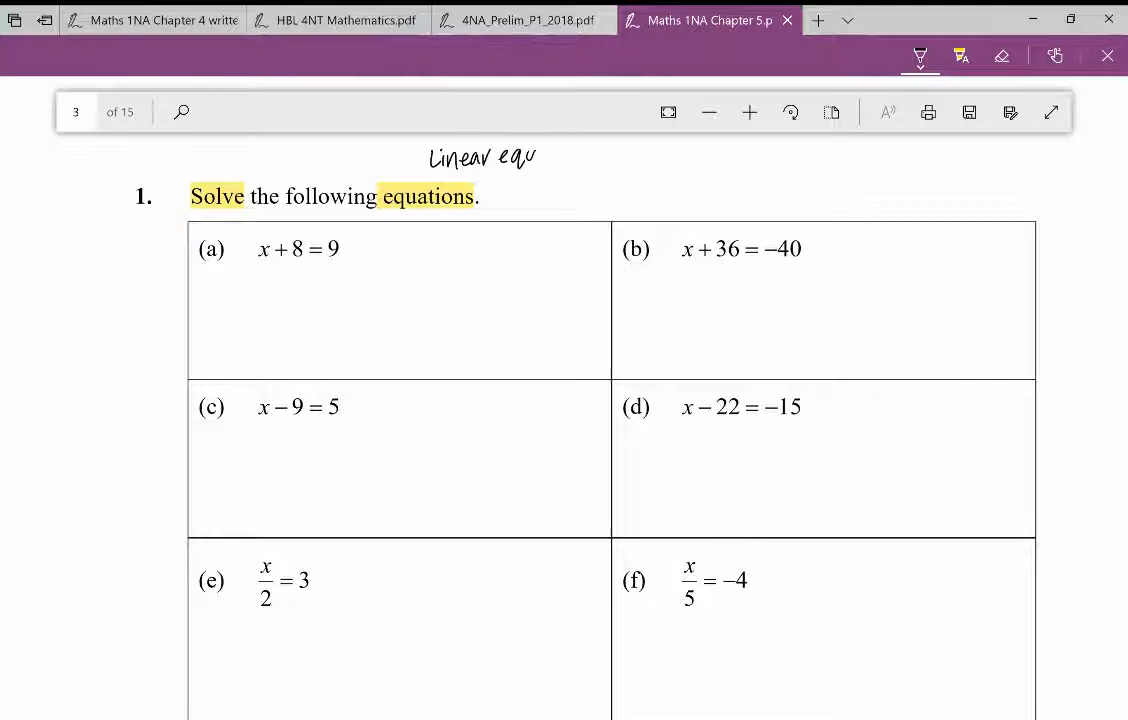 Maths 1NA Chapter 4 writte HBL 4NT Mathematics.pdf 4NA_Prelim_P1_2018.pdf Maths 1NA Chapter 5.p
3 of 15
Linear equ
1. Solve the following equations.
(a) x + 8 = 9 (b) x + 36 = −40
(c) x − 9 = 5 (d) x − 22 = −15
(e) x/2 = 3 (f) x/5 = −4